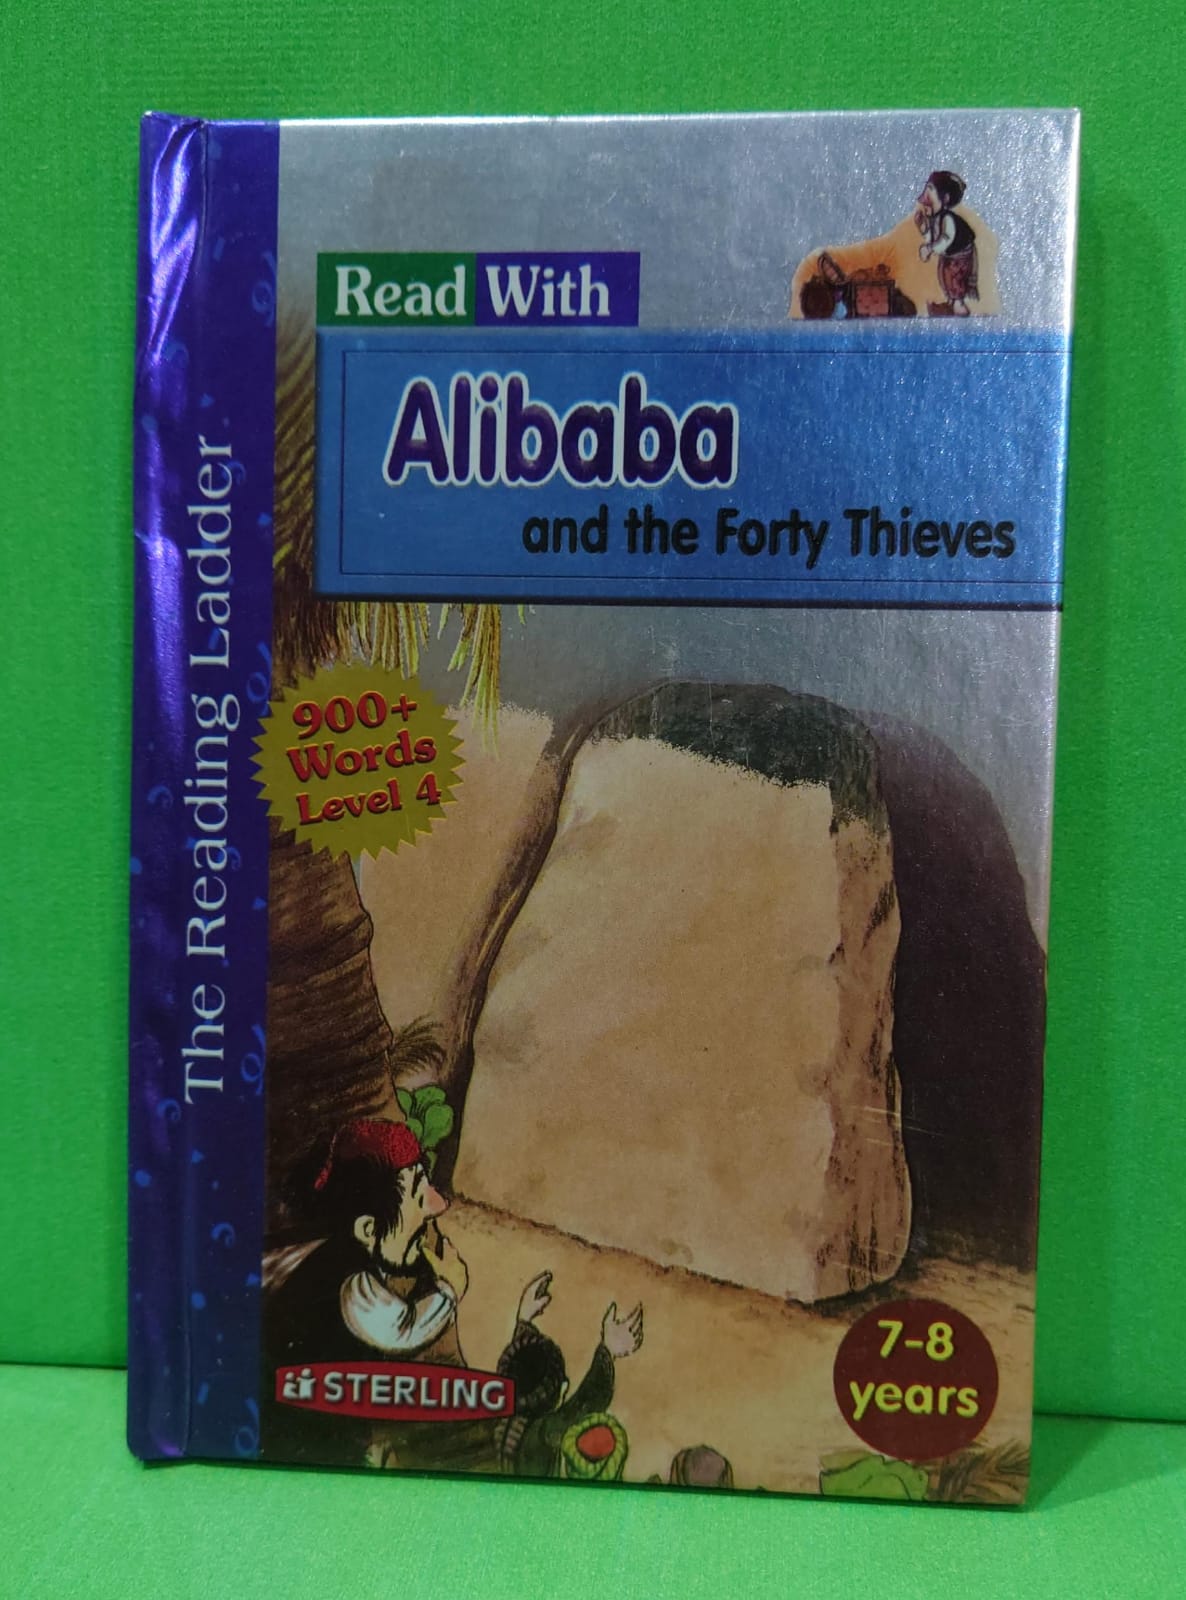 Read With
Alibaba
and the Forty Thieves
The Reading Ladder
900+
Words
Level 4
STERLING
7-8
years